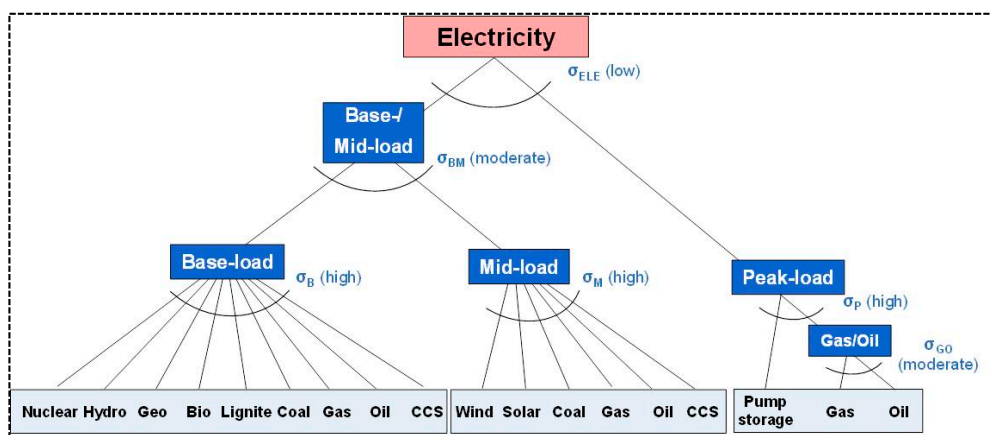 Electricity
σELE (low)
Base-/
Mid-load
σBM (moderate)
Base-load
σB (high)
Mid-load
σM (high)
Peak-load
σP (high)
Gas/Oil
σGO
(moderate)
Nuclear Hydro Geo Bio Lignite Coal Gas Oil CCS
Wind Solar Coal Gas Oil CCS
Pump
storage Gas Oil